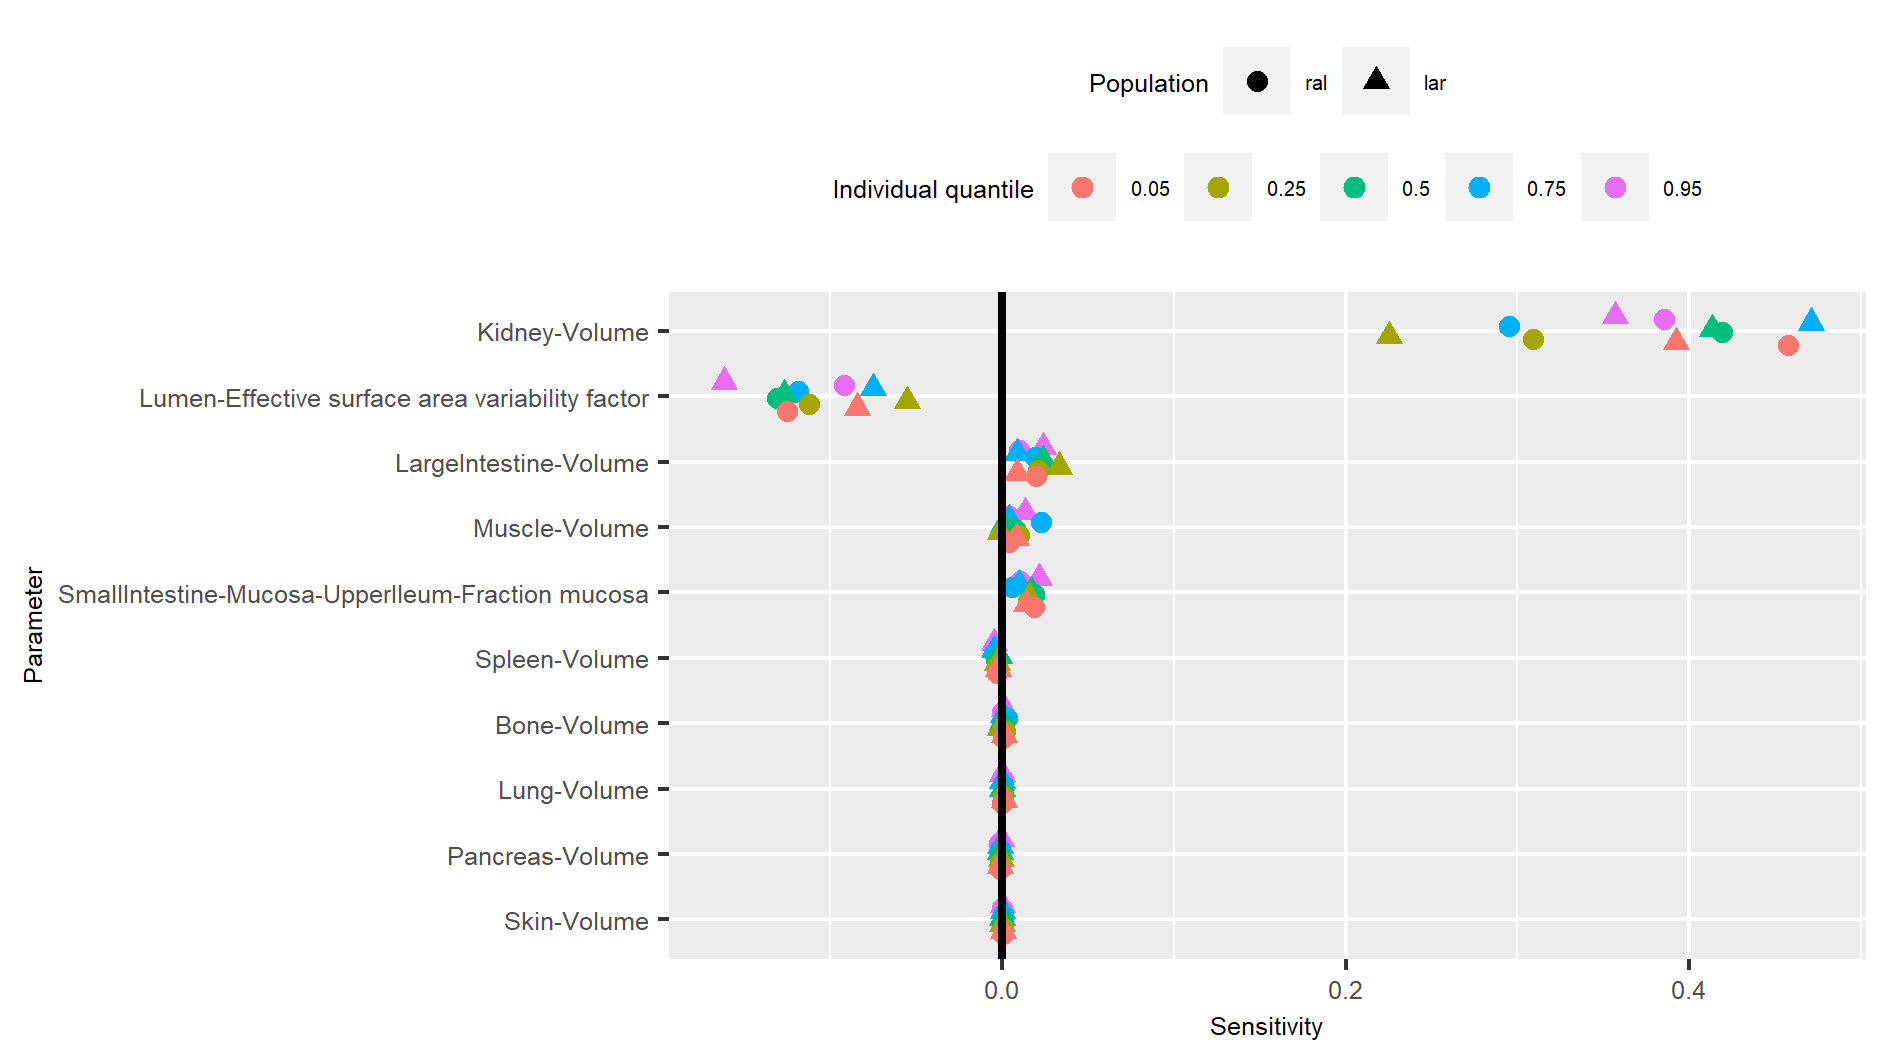 Population ral lar
Individual quantile 0.05 0.25 0.5 0.75 0.95
Parameter
Kidney-Volume
Lumen-Effective surface area variability factor
LargeIntestine-Volume
Muscle-Volume
SmallIntestine-Mucosa-UpperIleum-Fraction mucosa
Spleen-Volume
Bone-Volume
Lung-Volume
Pancreas-Volume
Skin-Volume
0.0 0.2 0.4
Sensitivity